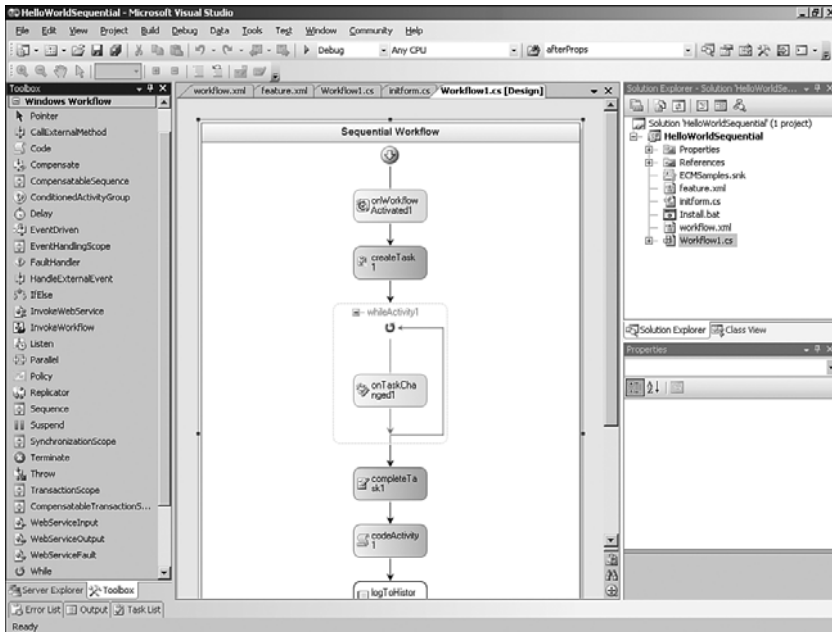 HelloWorldSequential - Microsoft Visual Studio
File Edit View Project Build Debug Data Tools Test Window Community Help
Debug Any CPU afterProps
Toolbox
Windows Workflow
Pointer
CallExternalMethod
Code
Compensate
CompensatableSequence
ConditionedActivityGroup
Delay
EventDriven
EventHandlingScope
FaultHandler
HandleExternalEvent
IfElse
InvokeWebService
InvokeWorkflow
Listen
Parallel
Policy
Replicator
Sequence
Suspend
SynchronizationScope
Terminate
Throw
TransactionScope
CompensatableTransactionS...
WebServiceInput
WebServiceOutput
WebServiceFault
While
Server Explorer Toolbox
workflow.xml feature.xml Workflow1.cs initform.cs Workflow1.cs [Design]
Sequential Workflow
onWorkflow
Activated1
createTask
1
whileActivity1
onTaskCha
nged1
completeTa
sk1
codeActivity
1
logToHistor
Solution Explorer - Solution 'HelloWorldSe...
Solution 'HelloWorldSequential' (1 project)
HelloWorldSequential
Properties
References
ECMSamples.snk
feature.xml
initform.cs
Install.bat
workflow.xml
Workflow1.cs
Solution Explorer Class View
Properties
Error List Output Task List
Ready